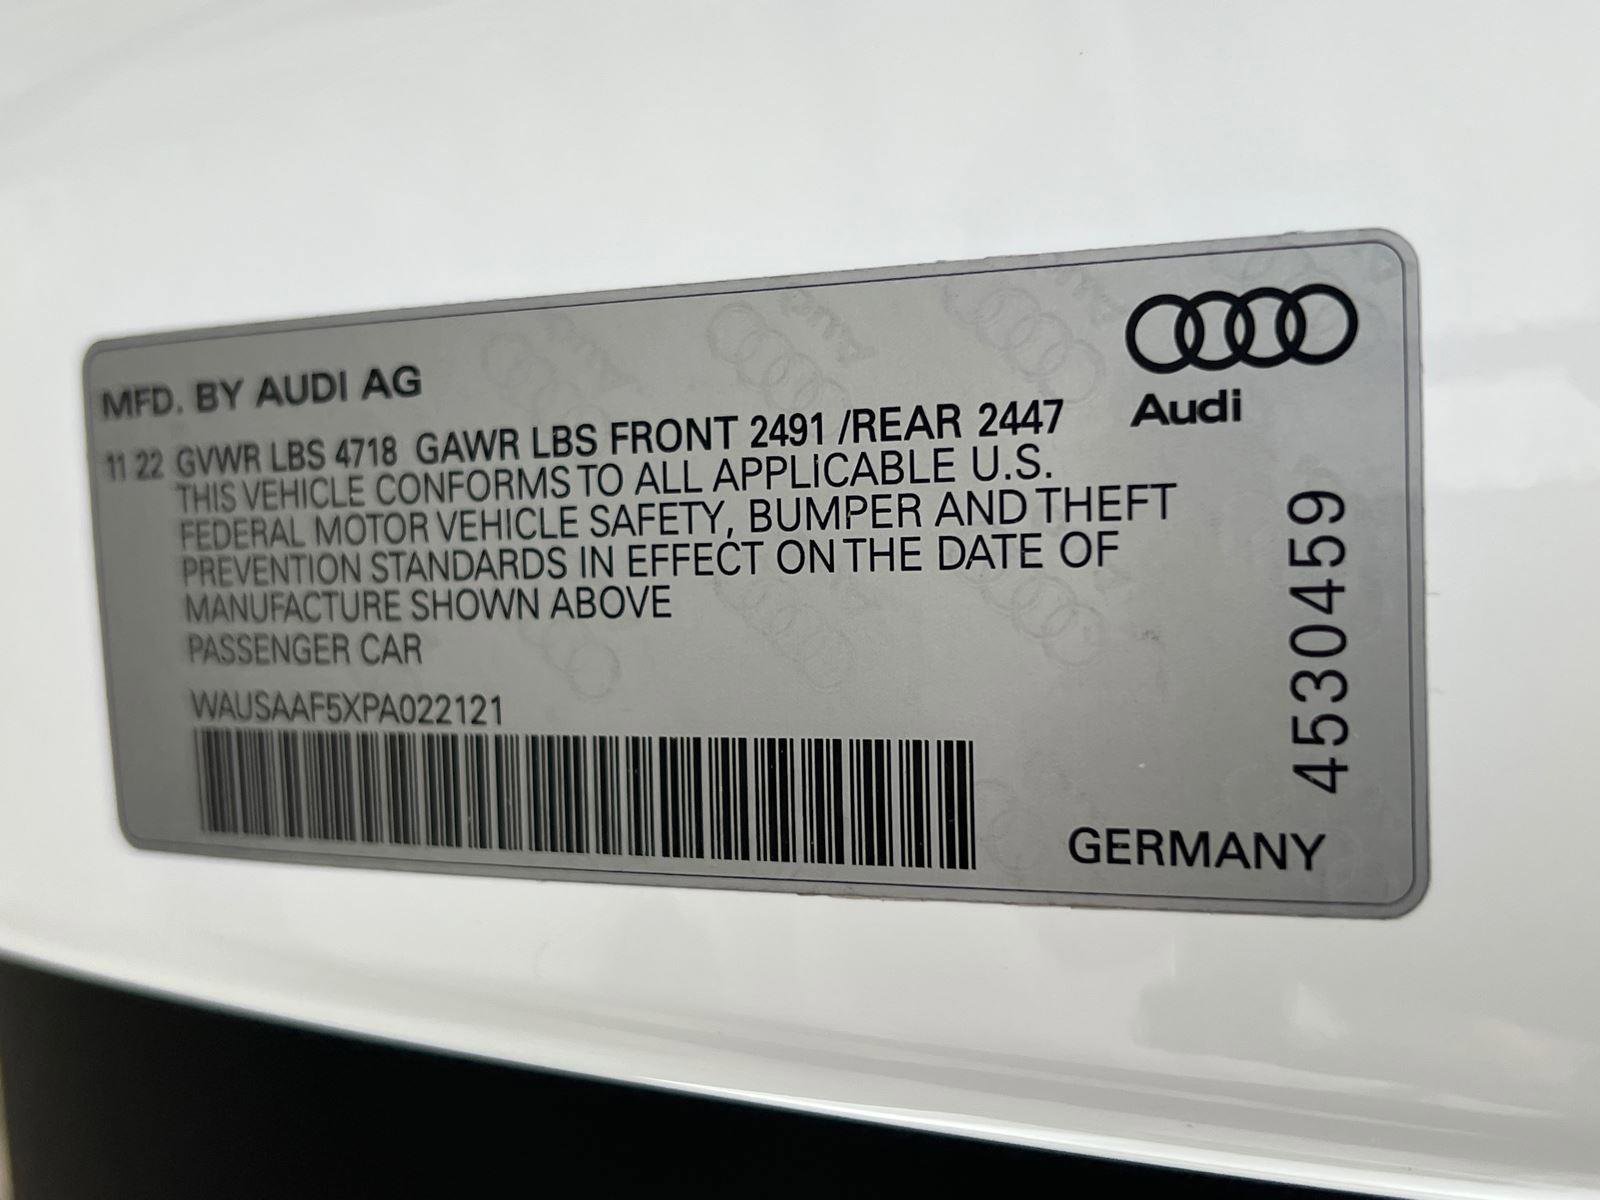 MFD. BY AUDI AG
11 22 GVWR LBS 4718 GAWR LBS FRONT 2491 /REAR 2447
THIS VEHICLE CONFORMS TO ALL APPLICABLE U.S.
FEDERAL MOTOR VEHICLE SAFETY, BUMPER AND THEFT
PREVENTION STANDARDS IN EFFECT ON THE DATE OF
MANUFACTURE SHOWN ABOVE
PASSENGER CAR
WAUSAAF5XPA022121
Audi
4530459
GERMANY